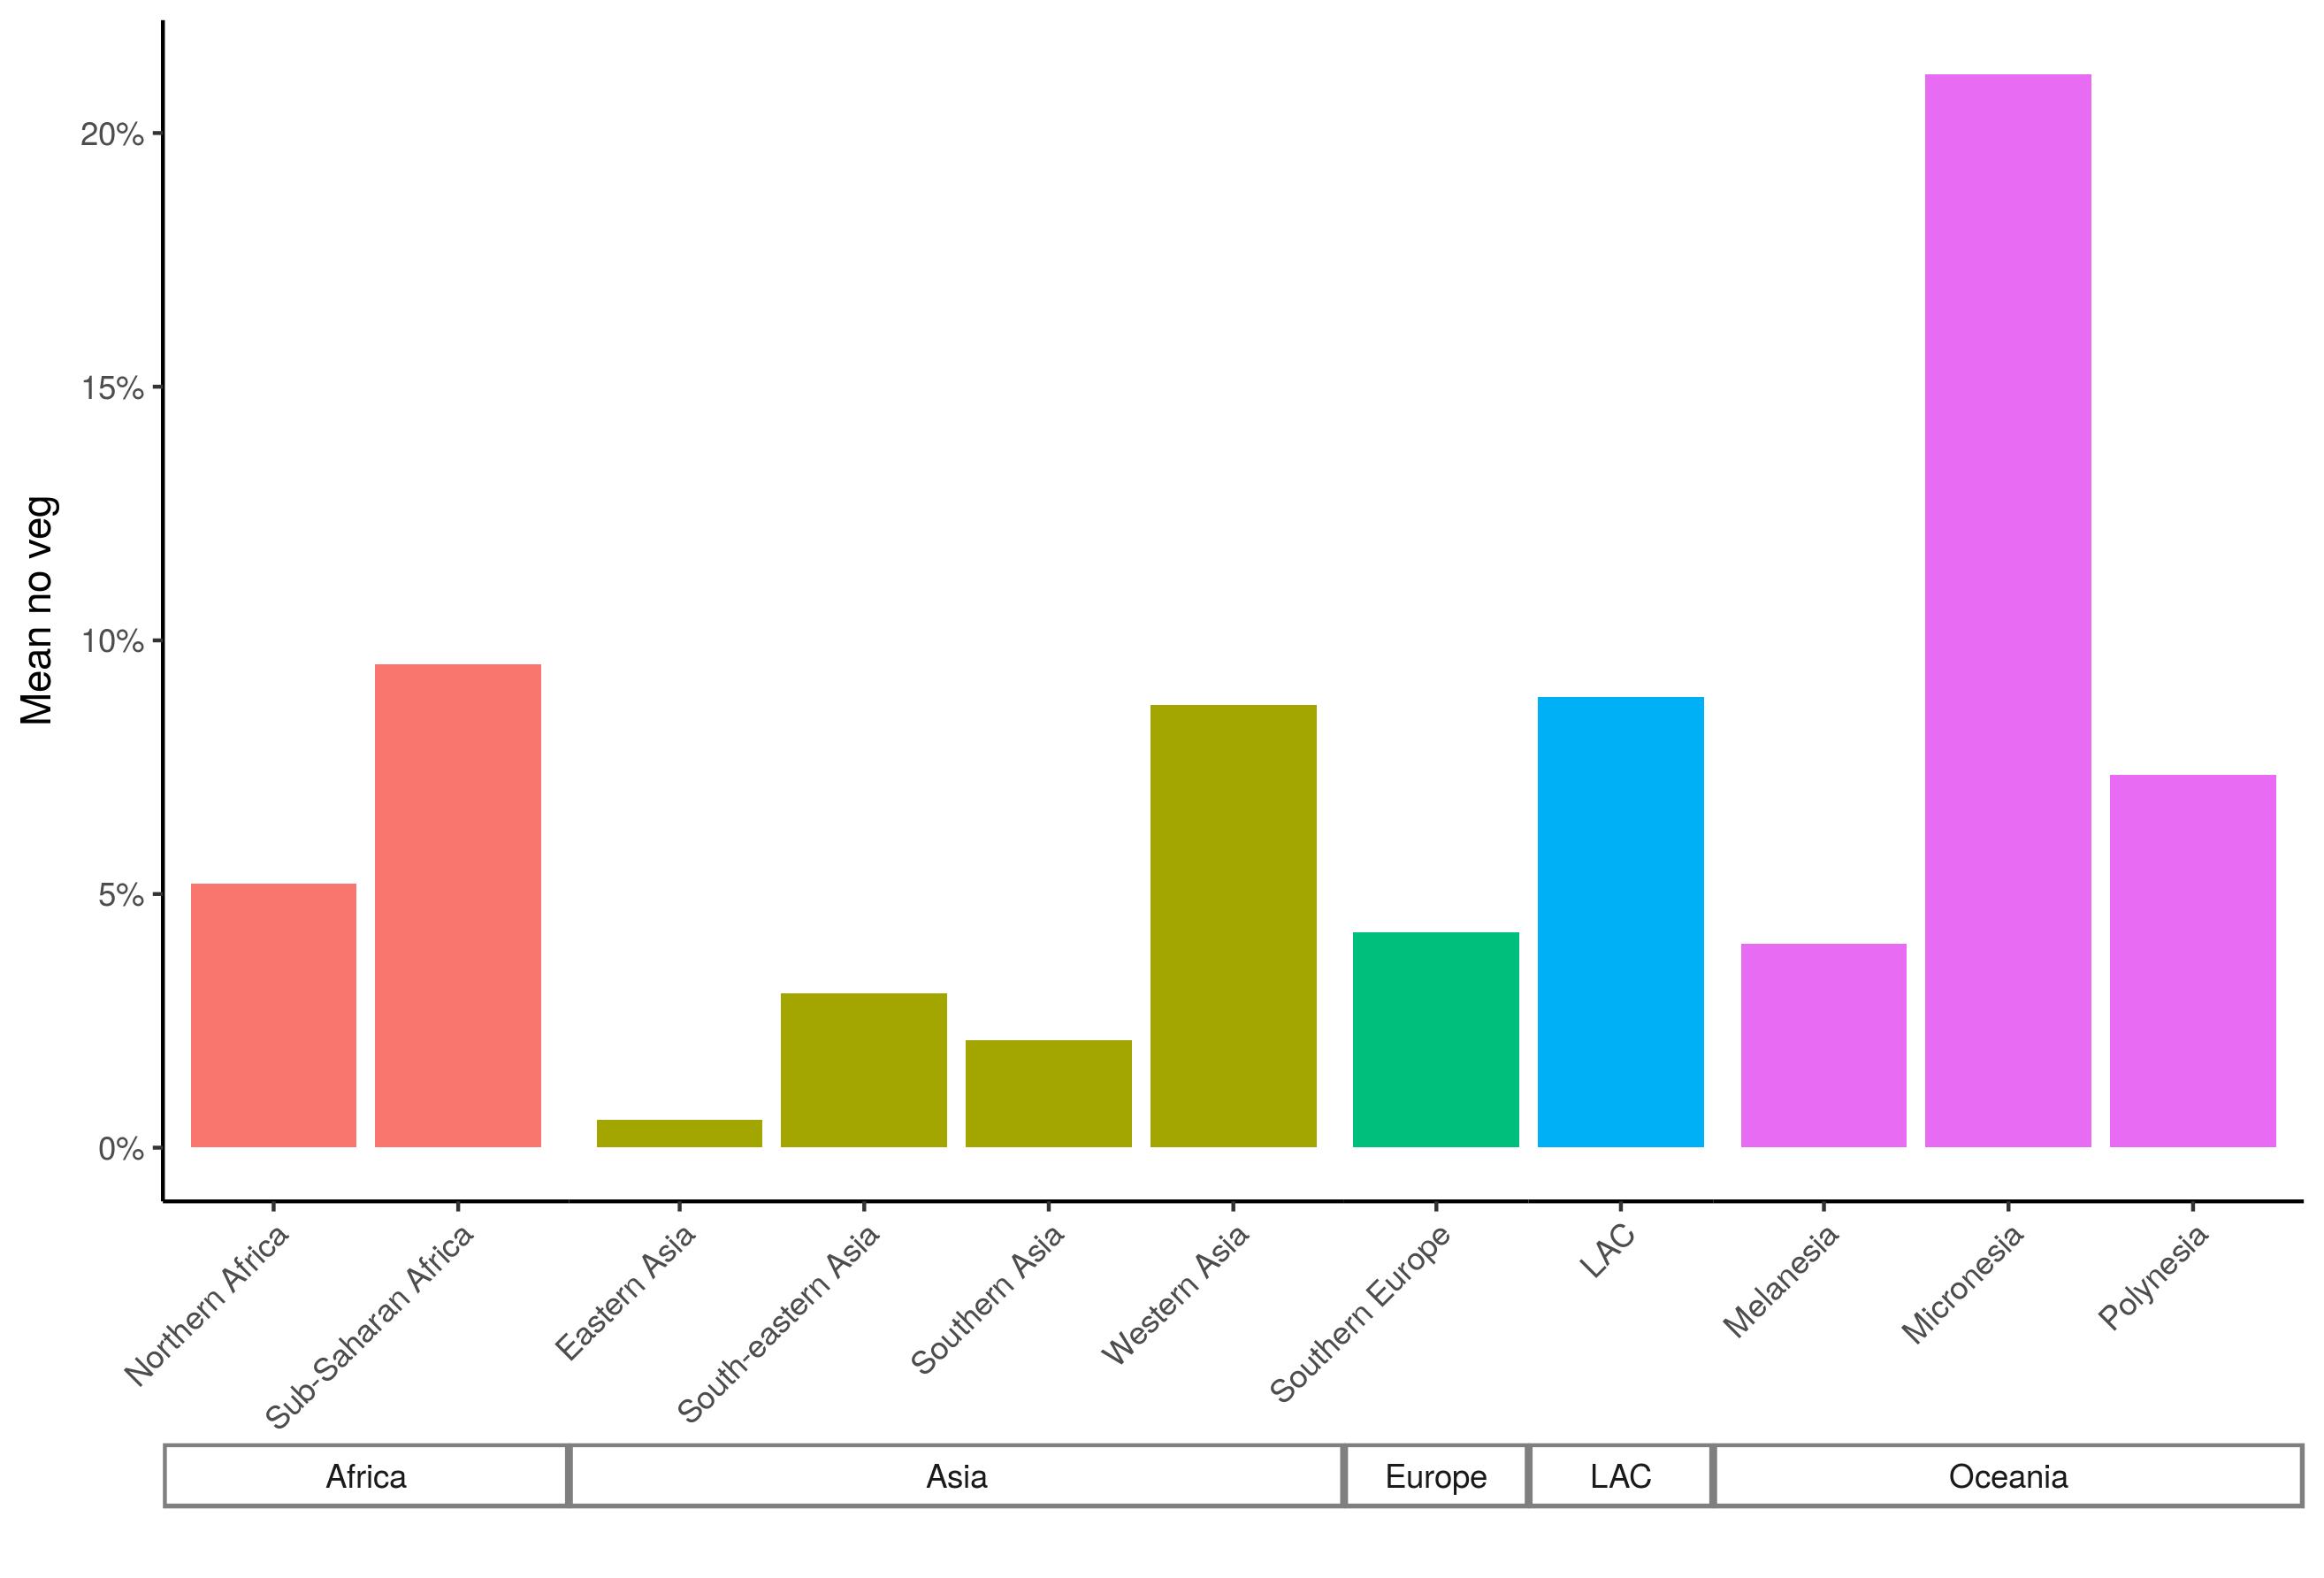 Mean no veg
20%
15%
10%
5%
0%
Northern Africa
Sub-Saharan Africa
Eastern Asia
South-eastern Asia
Southern Asia
Western Asia
Southern Europe
LAC
Melanesia
Micronesia
Polynesia
Africa
Asia
Europe
LAC
Oceania